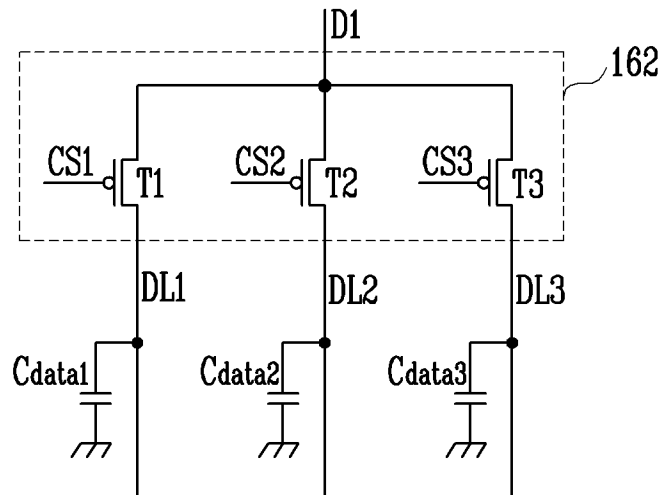 D1
162
CS1
T1
CS2
T2
CS3
T3
DL1
DL2
DL3
Cdata1
Cdata2
Cdata3